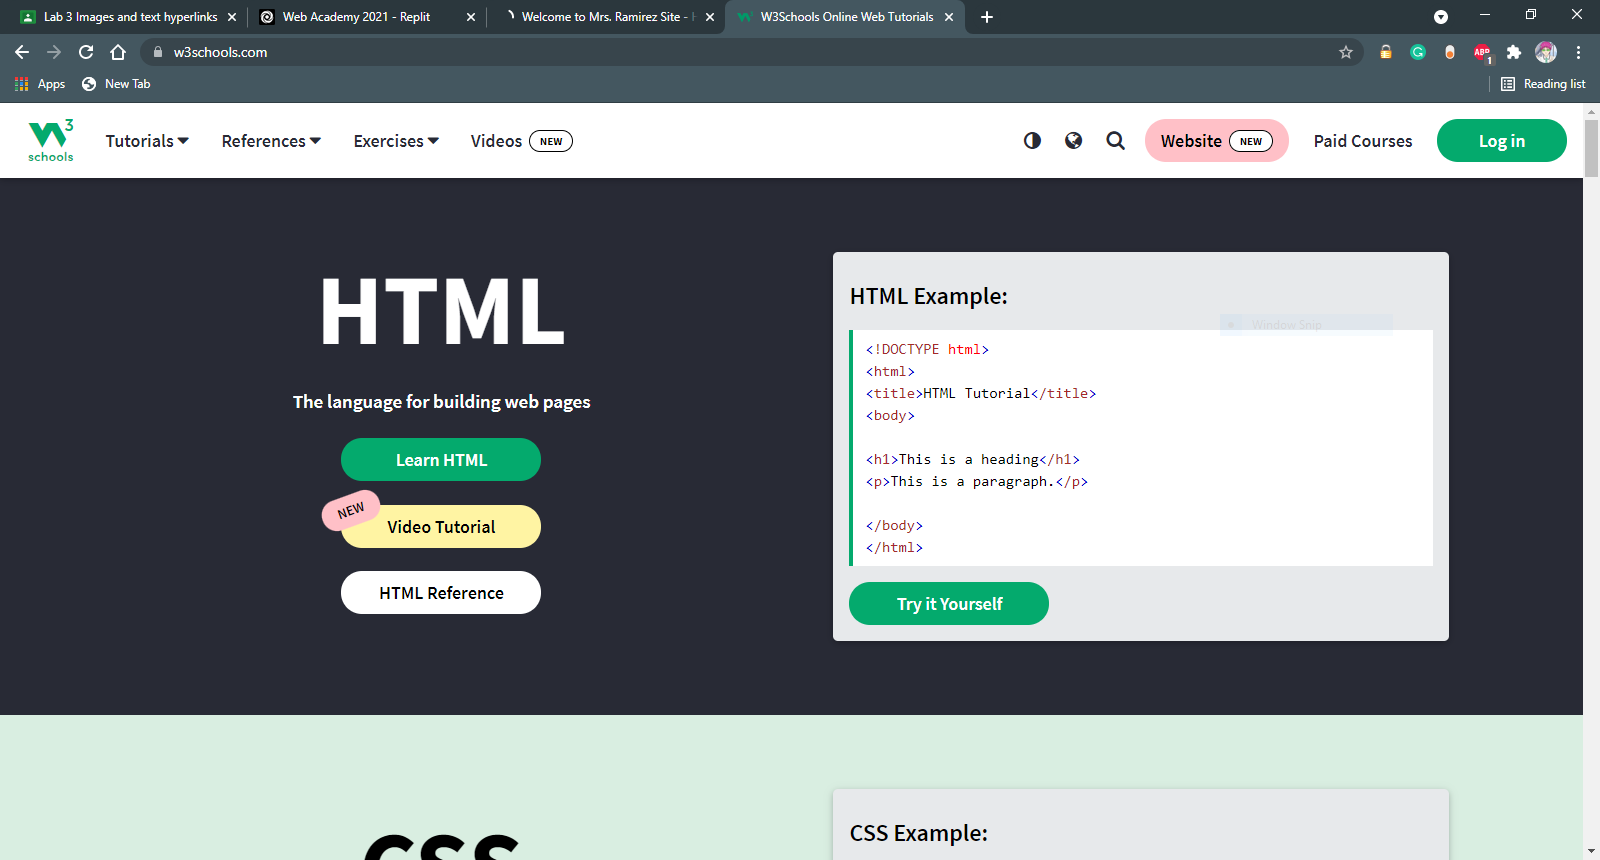 Lab 3 Images and text hyperlinks
Web Academy 2021 - Replit
Welcome to Mrs. Ramirez Site -
W3Schools Online Web Tutorials
w3schools.com
ABP
1
Apps
New Tab
Reading list
W3
schools
Tutorials
References
Exercises
Videos NEW
Website NEW
Paid Courses
Log in
HTML
The language for building web pages
Learn HTML
NEW
Video Tutorial
HTML Reference
HTML Example:
Window Snip
<!DOCTYPE html>
<html>
<title>HTML Tutorial</title>
<body>
<h1>This is a heading</h1>
<p>This is a paragraph.</p>
</body>
</html>
Try it Yourself
CSS
CSS Example: